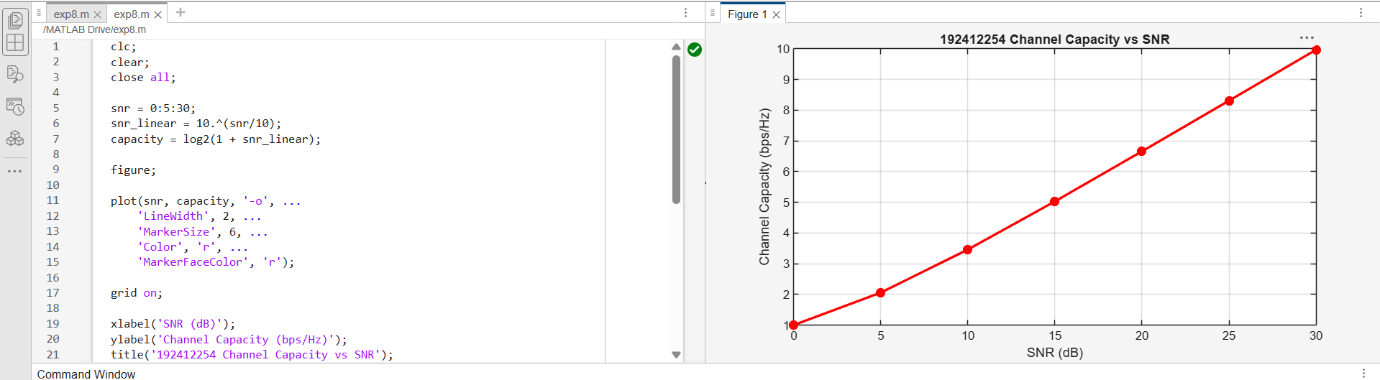 exp8.m × exp8.m × +
/MATLAB Drive/exp8.m
1 clc;
2 clear;
3 close all;
4
5 snr = 0:5:30;
6 snr_linear = 10.^(snr/10);
7 capacity = log2(1 + snr_linear);
8
9 figure;
10
11 plot(snr, capacity, '-o', ...
12 'LineWidth', 2, ...
13 'MarkerSize', 6, ...
14 'Color', 'r', ...
15 'MarkerFaceColor', 'r');
16
17 grid on;
18
19 xlabel('SNR (dB)');
20 ylabel('Channel Capacity (bps/Hz)');
21 title('192412254 Channel Capacity vs SNR');
Command Window
Figure 1 ×
192412254 Channel Capacity vs SNR
Channel Capacity (bps/Hz)
10
9
8
7
6
5
4
3
2
1
0 5 10 15 20 25 30
SNR (dB)